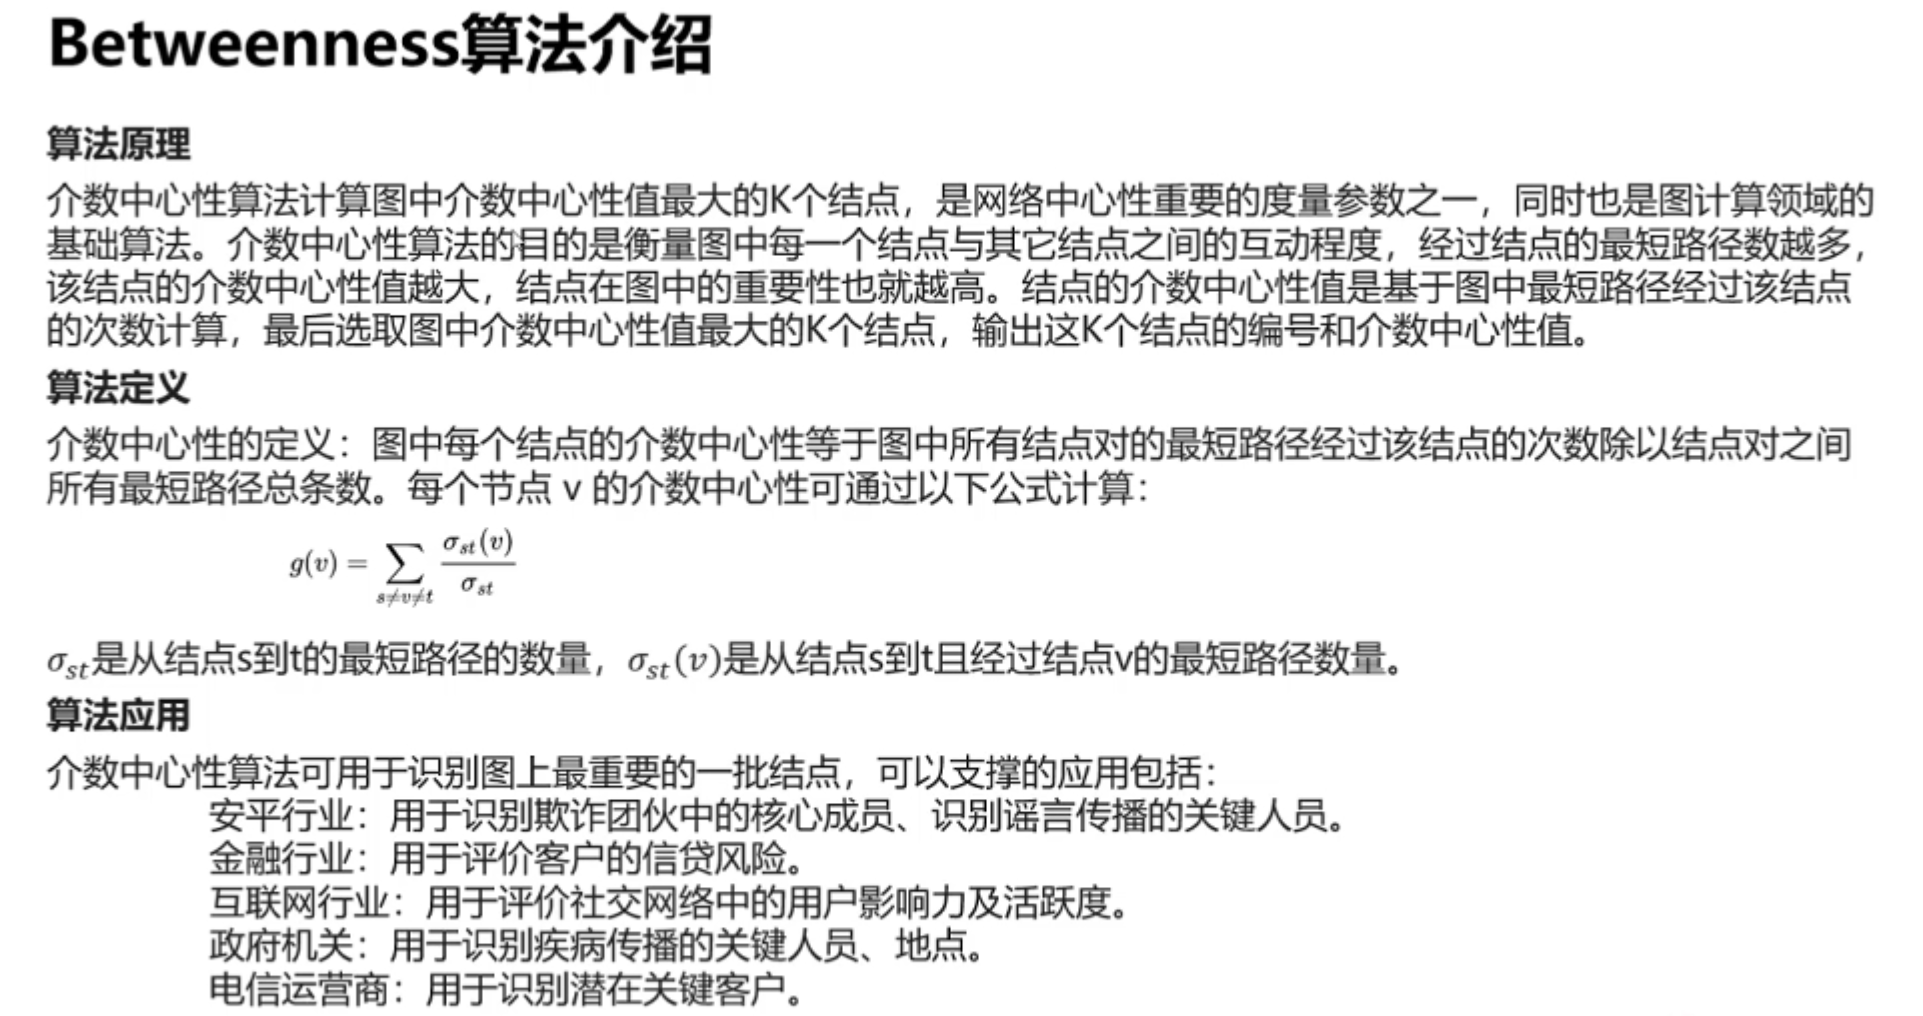 Betweenness算法介绍
算法原理
介数中心性算法计算图中介数中心性值最大的K个结点，是网络中心性重要的度量参数之一，同时也是图计算领域的
基础算法。介数中心性算法的目的是衡量图中每一个结点与其它结点之间的互动程度，经过结点的最短路径数越多，
该结点的介数中心性值越大，结点在图中的重要性也就越高。结点的介数中心性值是基于图中最短路径经过该结点
的次数计算，最后选取图中介数中心性值最大的K个结点，输出这K个结点的编号和介数中心性值。
算法定义
介数中心性的定义：图中每个结点的介数中心性等于图中所有结点对的最短路径经过该结点的次数除以结点对之间
所有最短路径总条数。每个节点 v 的介数中心性可通过以下公式计算：
$g(v) = \sum_{s \neq v \neq t} \frac{\sigma_{st}(v)}{\sigma_{st}}$
$\sigma_{st}$是从结点s到t的最短路径的数量，$\sigma_{st}(v)$是从结点s到t且经过结点v的最短路径数量。
算法应用
介数中心性算法可用于识别图上最重要的一批结点，可以支撑的应用包括：
安平行业：用于识别欺诈团伙中的核心成员、识别谣言传播的关键人员。
金融行业：用于评价客户的信贷风险。
互联网行业：用于评价社交网络中的用户影响力及活跃度。
政府机关：用于识别疾病传播的关键人员、地点。
电信运营商：用于识别潜在关键客户。